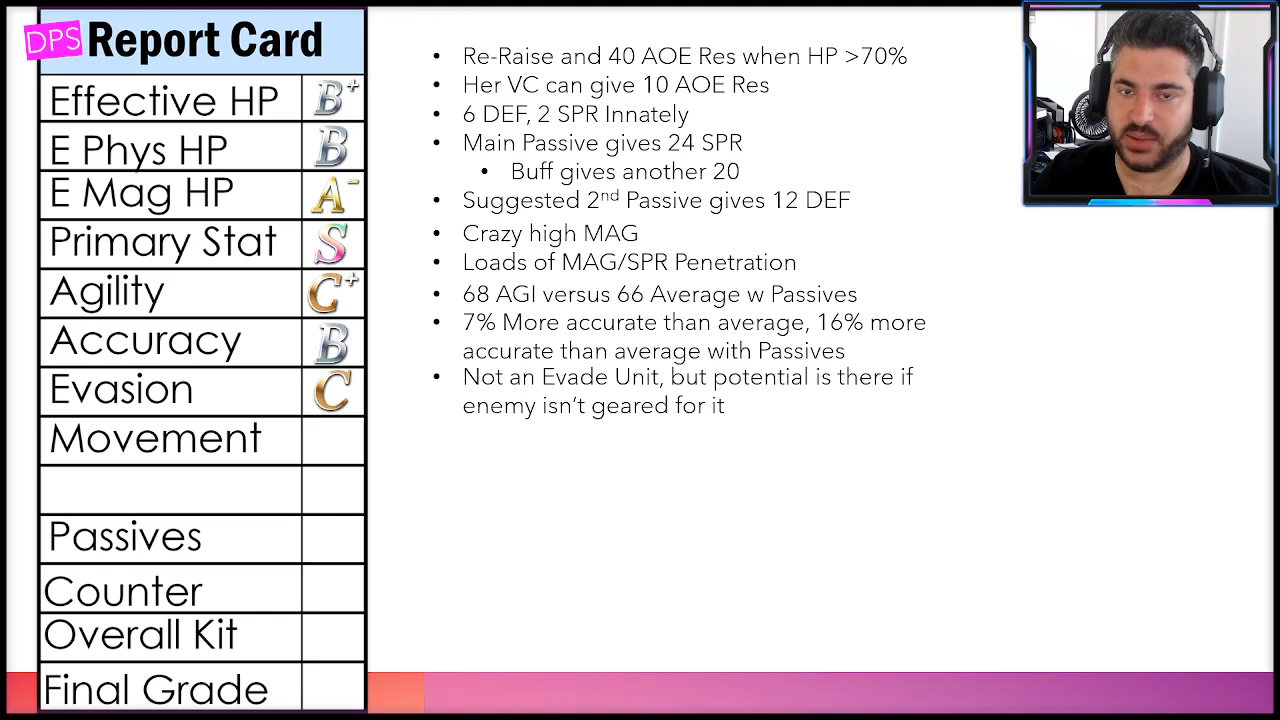 DPS Report Card
Effective HP B+
E Phys HP B
E Mag HP A-
Primary Stat S
Agility C+
Accuracy B
Evasion C
Movement
Passives
Counter
Overall Kit
Final Grade
• Re-Raise and 40 AOE Res when HP >70%
• Her VC can give 10 AOE Res
• 6 DEF, 2 SPR Innately
• Main Passive gives 24 SPR
• Buff gives another 20
• Suggested 2nd Passive gives 12 DEF
• Crazy high MAG
• Loads of MAG/SPR Penetration
• 68 AGI versus 66 Average w Passives
• 7% More accurate than average, 16% more
accurate than average with Passives
• Not an Evade Unit, but potential is there if
enemy isn't geared for it